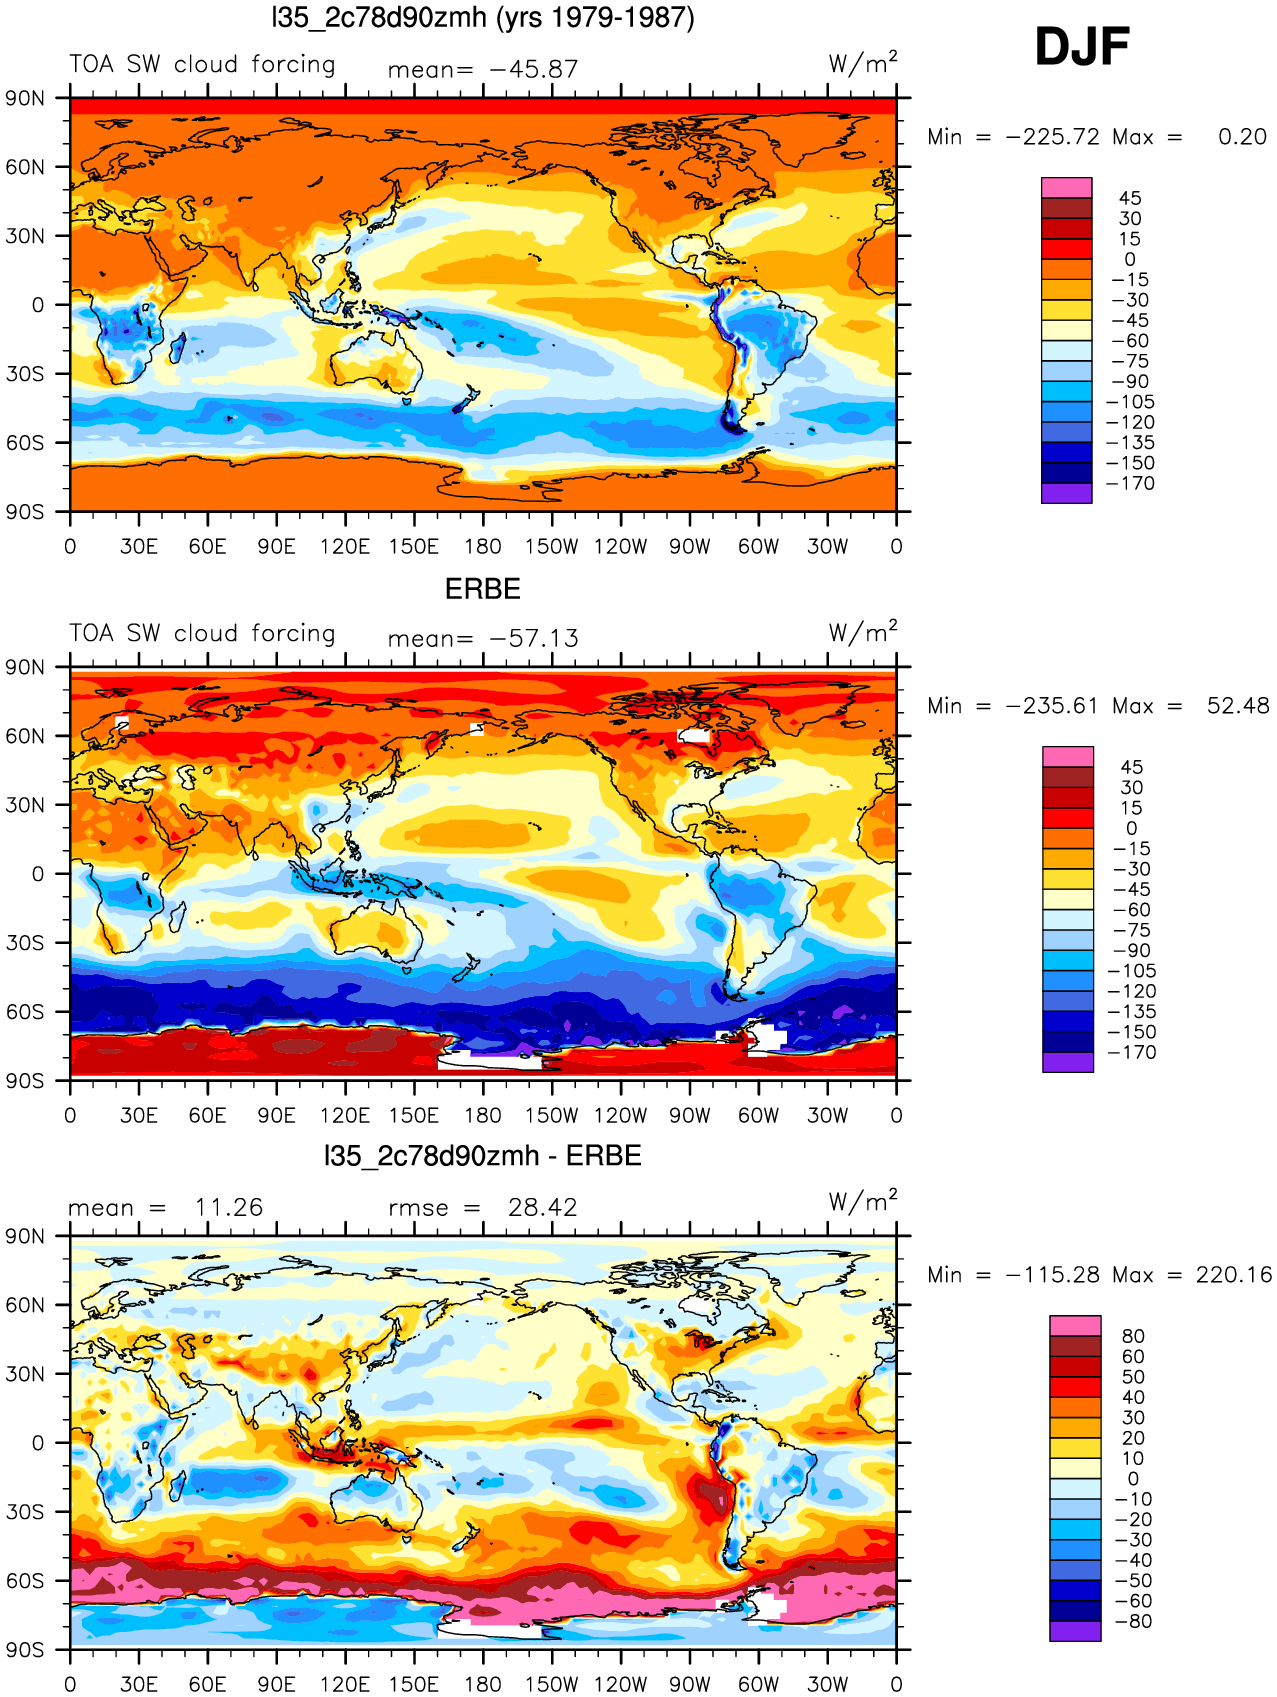 l35_2c78d90zmh (yrs 1979-1987)
DJF
TOA SW cloud forcing mean= −45.87 W/m²
Min = −225.72 Max = 0.20
90N
60N
30N
0
30S
60S
90S
0 30E 60E 90E 120E 150E 180 150W 120W 90W 60W 30W 0
45
30
15
0
−15
−30
−45
−60
−75
−90
−105
−120
−135
−150
−170
ERBE
TOA SW cloud forcing mean= −57.13 W/m²
Min = −235.61 Max = 52.48
90N
60N
30N
0
30S
60S
90S
0 30E 60E 90E 120E 150E 180 150W 120W 90W 60W 30W 0
45
30
15
0
−15
−30
−45
−60
−75
−90
−105
−120
−135
−150
−170
l35_2c78d90zmh - ERBE
mean = 11.26 rmse = 28.42 W/m²
Min = −115.28 Max = 220.16
90N
60N
30N
0
30S
60S
90S
0 30E 60E 90E 120E 150E 180 150W 120W 90W 60W 30W 0
80
60
50
40
30
20
10
0
−10
−20
−30
−40
−50
−60
−80